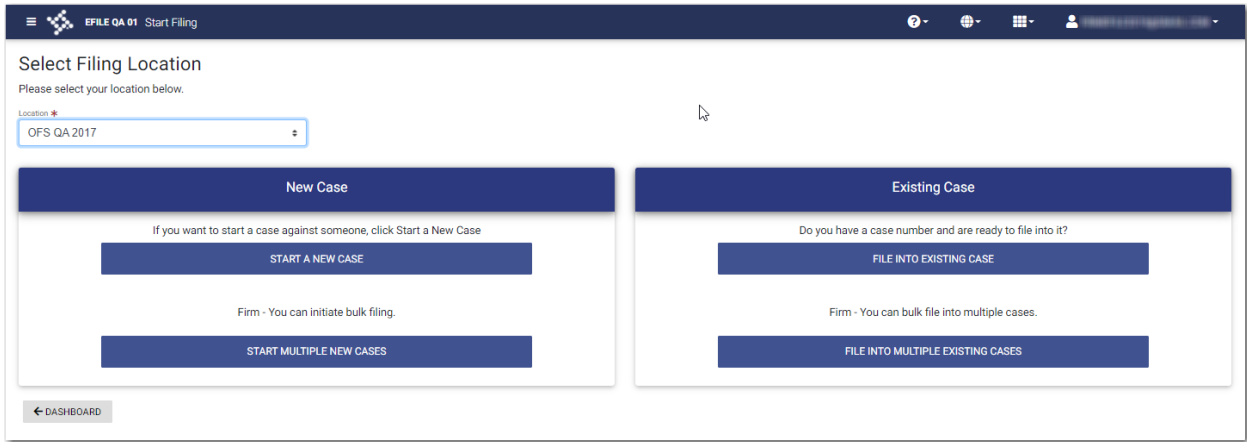 EFILE QA 01 Start Filing
Select Filing Location
Please select your location below.
Location *
OFS QA 2017
New Case
If you want to start a case against someone, click Start a New Case
START A NEW CASE
Firm - You can initiate bulk filing.
START MULTIPLE NEW CASES
Existing Case
Do you have a case number and are ready to file into it?
FILE INTO EXISTING CASE
Firm - You can bulk file into multiple cases.
FILE INTO MULTIPLE EXISTING CASES
DASHBOARD